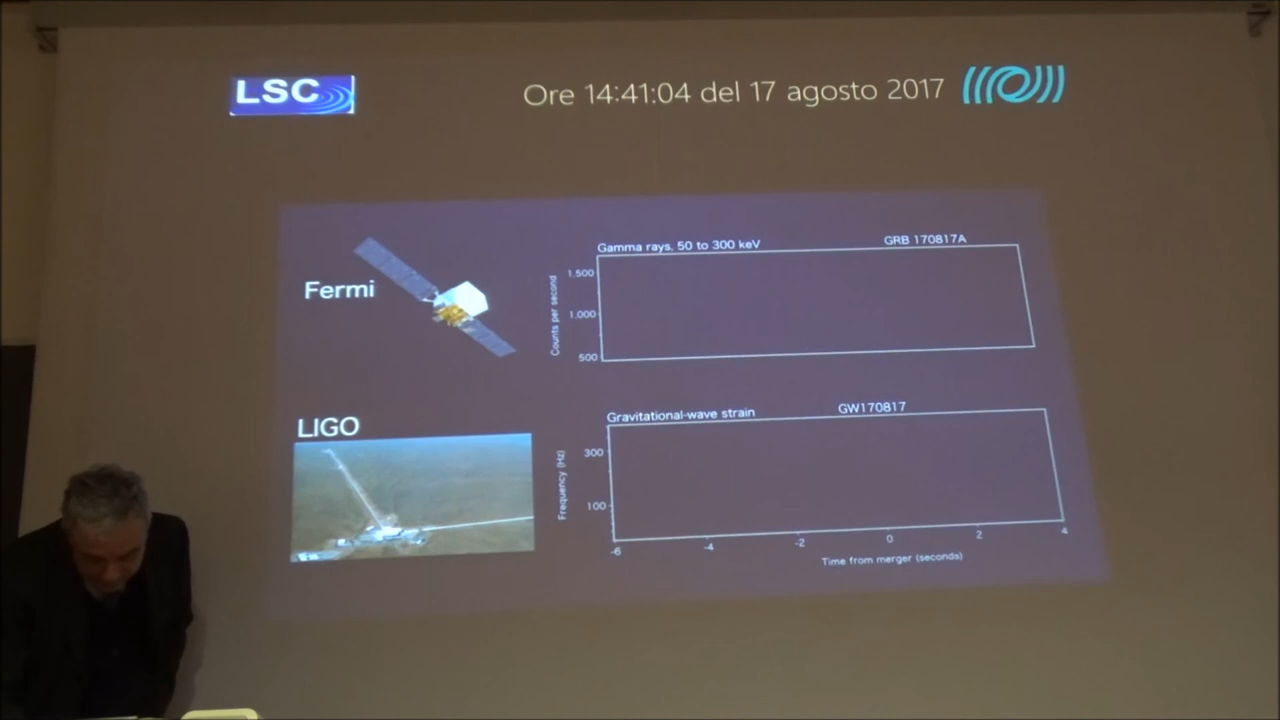 LSC
Ore 14:41:04 del 17 agosto 2017
Fermi
Gamma rays, 50 to 300 keV
GRB 170817A
Counts per second
1.500
1.000
500
LIGO
Gravitational-wave strain
GW170817
Frequency (Hz)
300
100
-6 -4 -2 0 2 4
Time from merger (seconds)